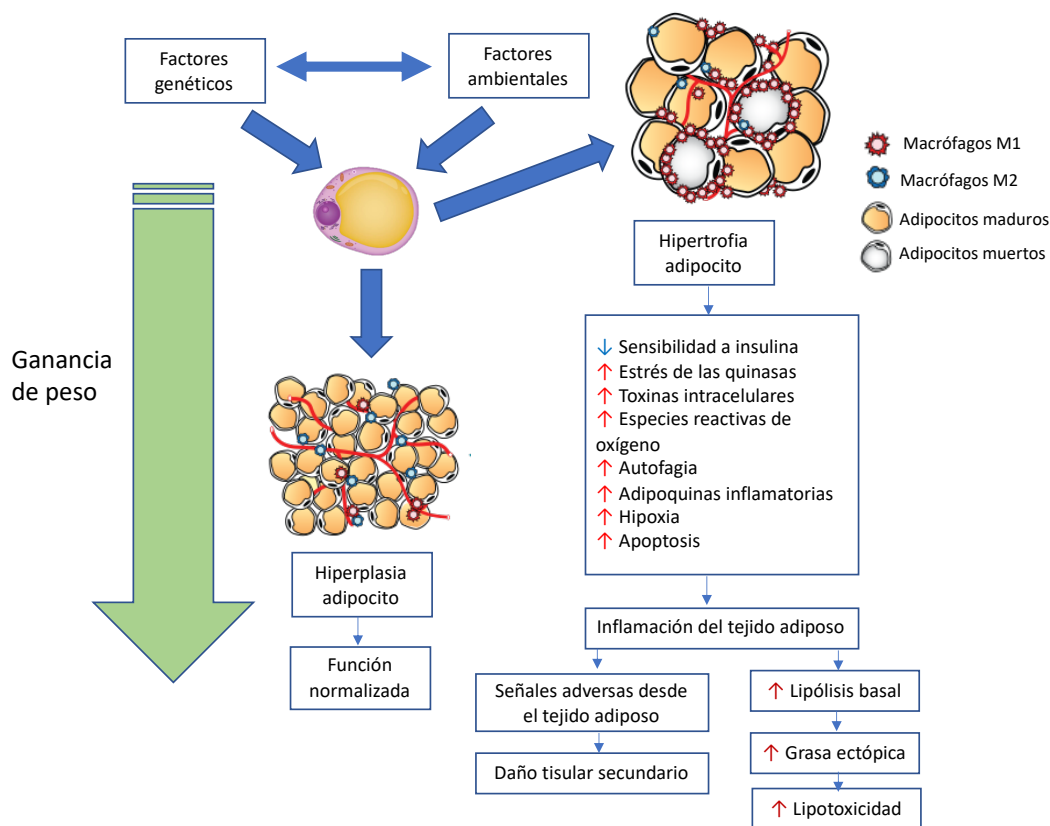 Factores
genéticos
Factores
ambientales
Macrófagos M1
Macrófagos M2
Adipocitos maduros
Adipocitos muertos
Hipertrofia
adipocito
Ganancia
de peso
↓ Sensibilidad a insulina
↑ Estrés de las quinasas
↑ Toxinas intracelulares
↑ Especies reactivas de
oxígeno
↑ Autofagia
↑ Adipoquinas inflamatorias
↑ Hipoxia
↑ Apoptosis
Hiperplasia
adipocito
Función
normalizada
Inflamación del tejido adiposo
Señales adversas desde
el tejido adiposo
Daño tisular secundario
↑ Lipólisis basal
↑ Grasa ectópica
↑ Lipotoxicidad